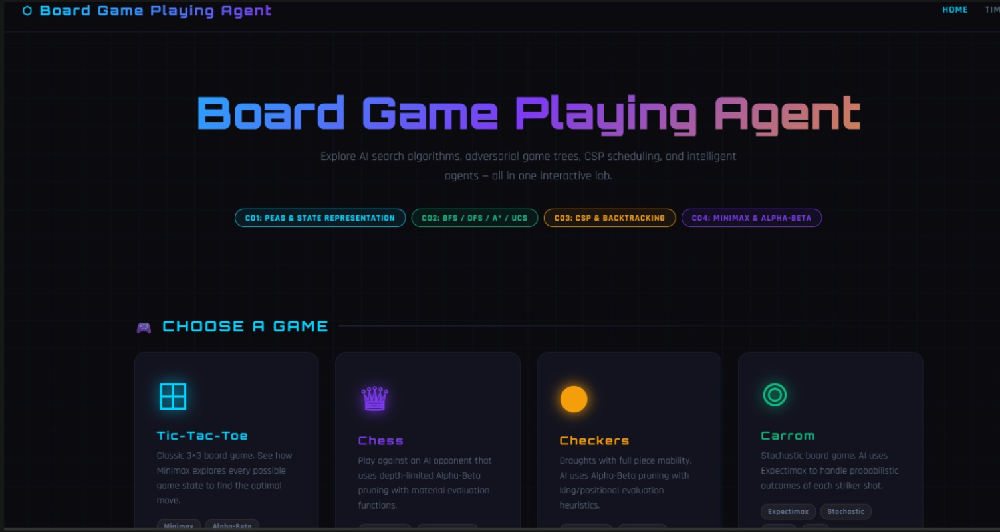 Board Game Playing Agent
HOME
Board Game Playing Agent
Explore AI search algorithms, adversarial game trees, CSP scheduling, and intelligent
agents – all in one interactive lab.
CO1: PEAS & STATE REPRESENTATION
CO2: BFS / DFS / A* / UCS
CO3: CSP & BACKTRACKING
CO4: MINIMAX & ALPHA-BETA
CHOOSE A GAME
Tic-Tac-Toe
Classic 3×3 board game. See how
Minimax explores every possible
game state to find the optimal
move.
Minimax
Alpha-Beta
Chess
Play against an AI opponent that
uses depth-limited Alpha-Beta
pruning with material evaluation
functions.
Checkers
Draughts with full piece mobility.
AI uses Alpha-Beta pruning with
king/positional evaluation
heuristics.
Carrom
Stochastic board game. AI uses
Expectimax to handle probabilistic
outcomes of each striker shot.
Expectimax
Stochastic